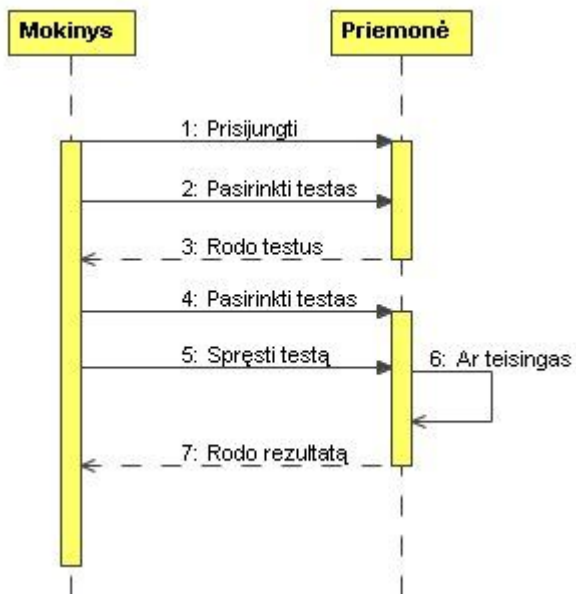 Mokinys
Priemonė
1: Prisijungti
2: Pasirinkti testas
3: Rodo testus
4: Pasirinkti testas
5: Spręsti testą
6: Ar teisingas
7: Rodo rezultatą